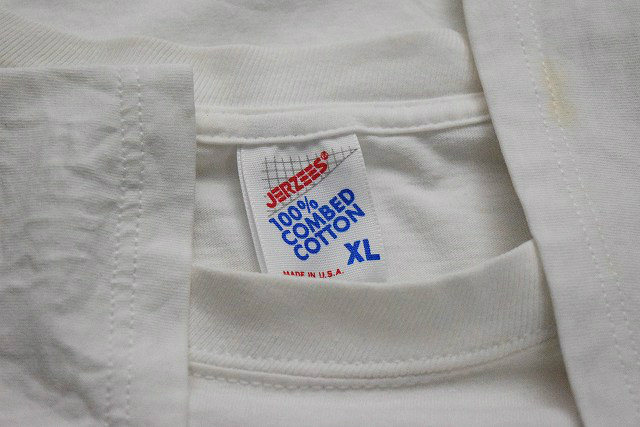 JERZEES®
100%
COMBED
COTTON
XL
MADE IN U.S.A.